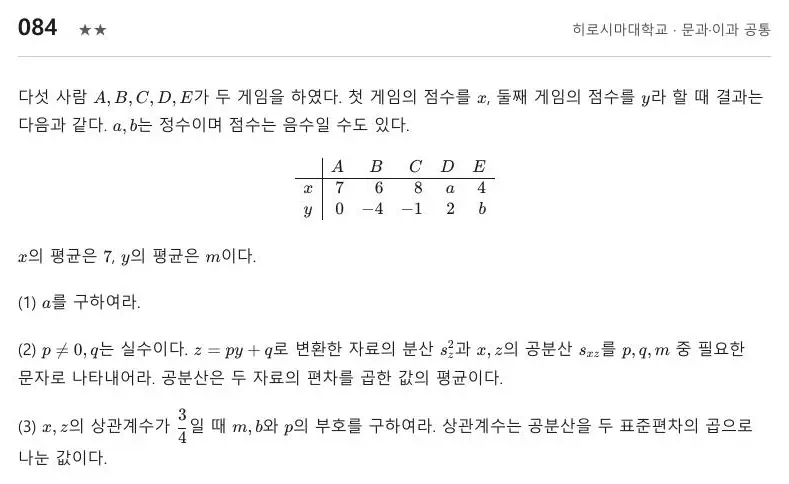 084 ★★ 히로시마대학교 · 문과·이과 공통
다섯 사람 A, B, C, D, E가 두 게임을 하였다. 첫 게임의 점수를 x, 둘째 게임의 점수를 y라 할 때 결과는
다음과 같다. a, b는 정수이며 점수는 음수일 수도 있다.
A B C D E
x 7 6 8 a 4
y 0 −4 −1 2 b
x의 평균은 7, y의 평균은 m이다.
(1) a를 구하여라.
(2) p ≠ 0, q는 실수이다. z = py + q로 변환한 자료의 분산 s_z^2과 x, z의 공분산 s_{xz}를 p, q, m 중 필요한
문자로 나타내어라. 공분산은 두 자료의 편차를 곱한 값의 평균이다.
(3) x, z의 상관계수가 3/4일 때 m, b와 p의 부호를 구하여라. 상관계수는 공분산을 두 표준편차의 곱으로
나눈 값이다.